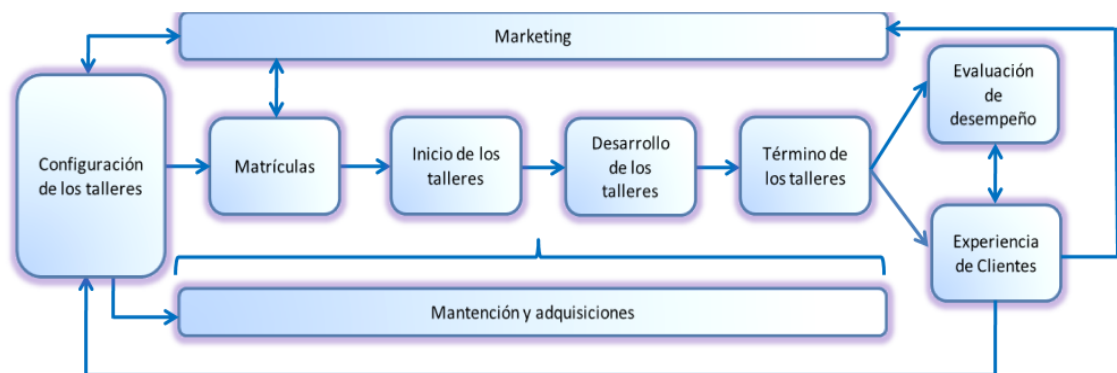 Marketing
Configuración
de los talleres
Matrículas
Inicio de los
talleres
Desarrollo
de los
talleres
Término de
los talleres
Evaluación
de
desempeño
Experiencia
de Clientes
Mantención y adquisiciones